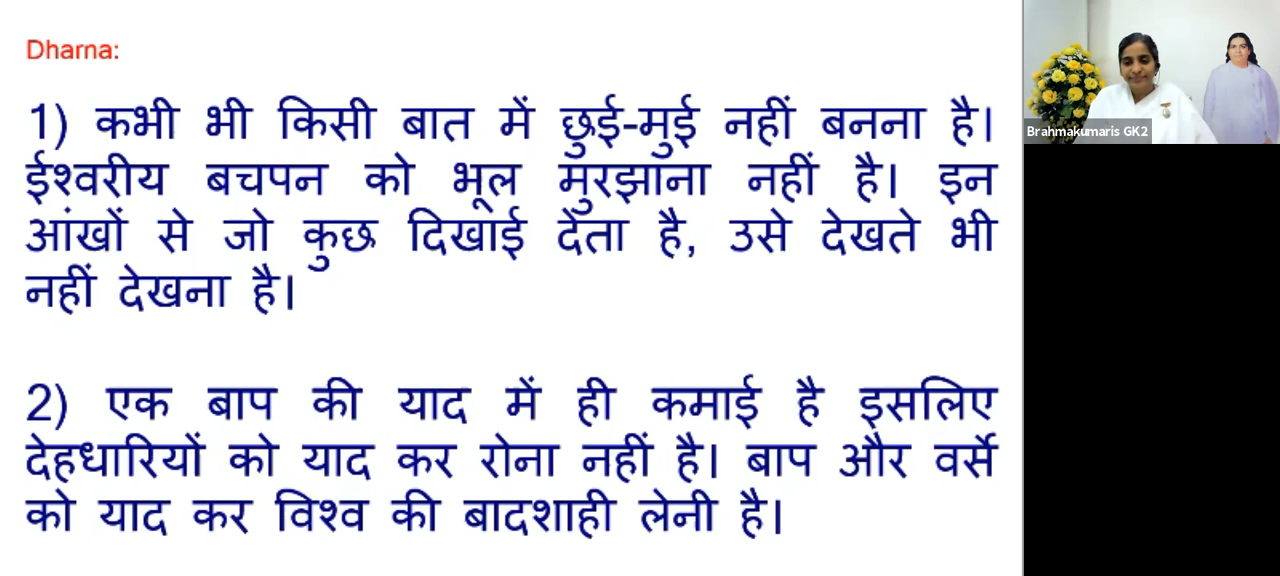 Dharna:
1) कभी भी किसी बात में छुई-मुई नहीं बनना है।
ईश्वरीय बचपन को भूल मुरझाना नहीं है। इन
आंखों से जो कुछ दिखाई देता है, उसे देखते भी
नहीं देखना है।
2) एक बाप की याद में ही कमाई है इसलिए
देहधारियों को याद कर रोना नहीं है। बाप और वर्से
को याद कर विश्व की बादशाही लेनी है।
Brahmakumaris GK2